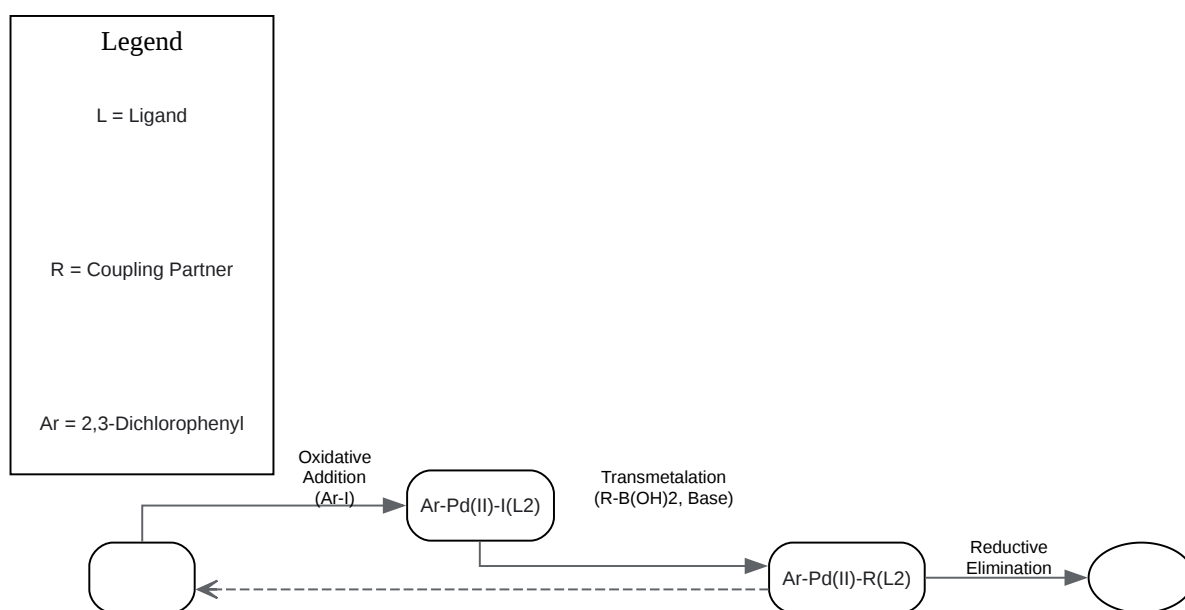 Legend
L = Ligand
R = Coupling Partner
Ar = 2,3-Dichlorophenyl
Oxidative
Addition
(Ar-I)
Ar-Pd(II)-I(L2)
Transmetalation
(R-B(OH)2, Base)
Ar-Pd(II)-R(L2)
Reductive
Elimination